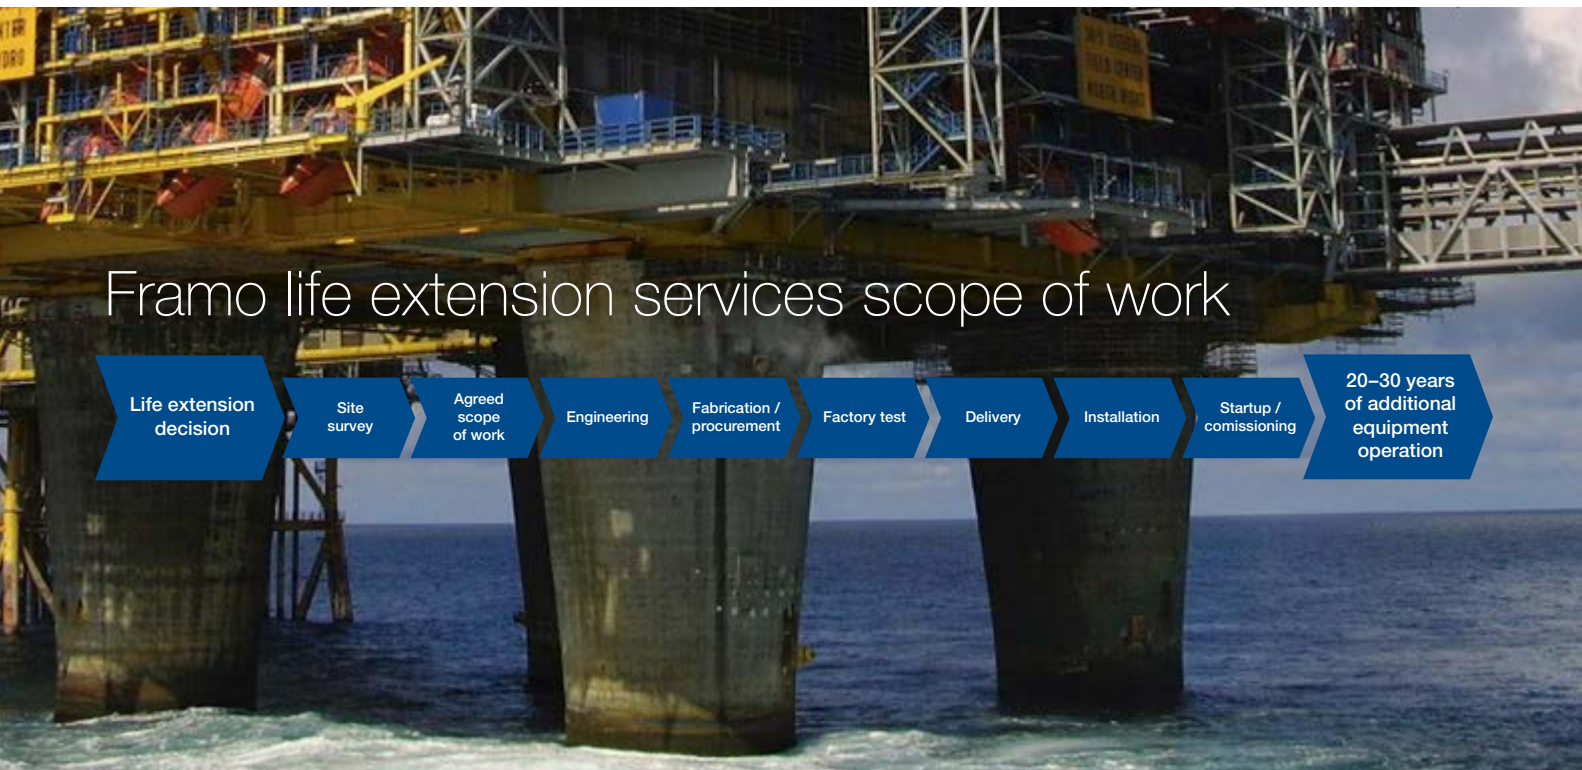 Framo life extension services scope of work
Life extension
decision
Site
survey
Agreed
scope
of work
Engineering
Fabrication /
procurement
Factory test
Delivery
Installation
Startup /
comissioning
20–30 years
of additional
equipment
operation